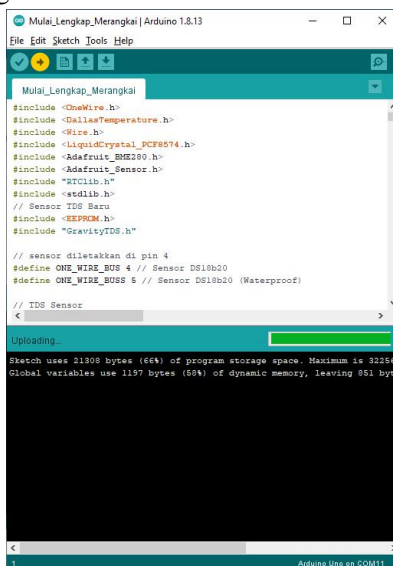 Mulai_Lengkap_Merangkai | Arduino 1.8.13
File Edit Sketch Tools Help
Mulai_Lengkap_Merangkai
#include <OneWire.h>
#include <DallasTemperature.h>
#include <Wire.h>
#include <LiquidCrystal_PCF8574.h>
#include <Adafruit_BME280.h>
#include <Adafruit_Sensor.h>
#include "RTClib.h"
#include <stdlib.h>
// Sensor TDS Baru
#include <EEPROM.h>
#include "GravityTDS.h"
// sensor diletakkan di pin 4
#define ONE_WIRE_BUS 4 // Sensor DS18b20
#define ONE_WIRE_BUSS 5 // Sensor DS18b20 (Waterproof)
// TDS Sensor
Uploading...
Sketch uses 21308 bytes (66%) of program storage space. Maximum is 32256
Global variables use 1197 bytes (58%) of dynamic memory, leaving 851 byt
1 Arduino Uno on COM11